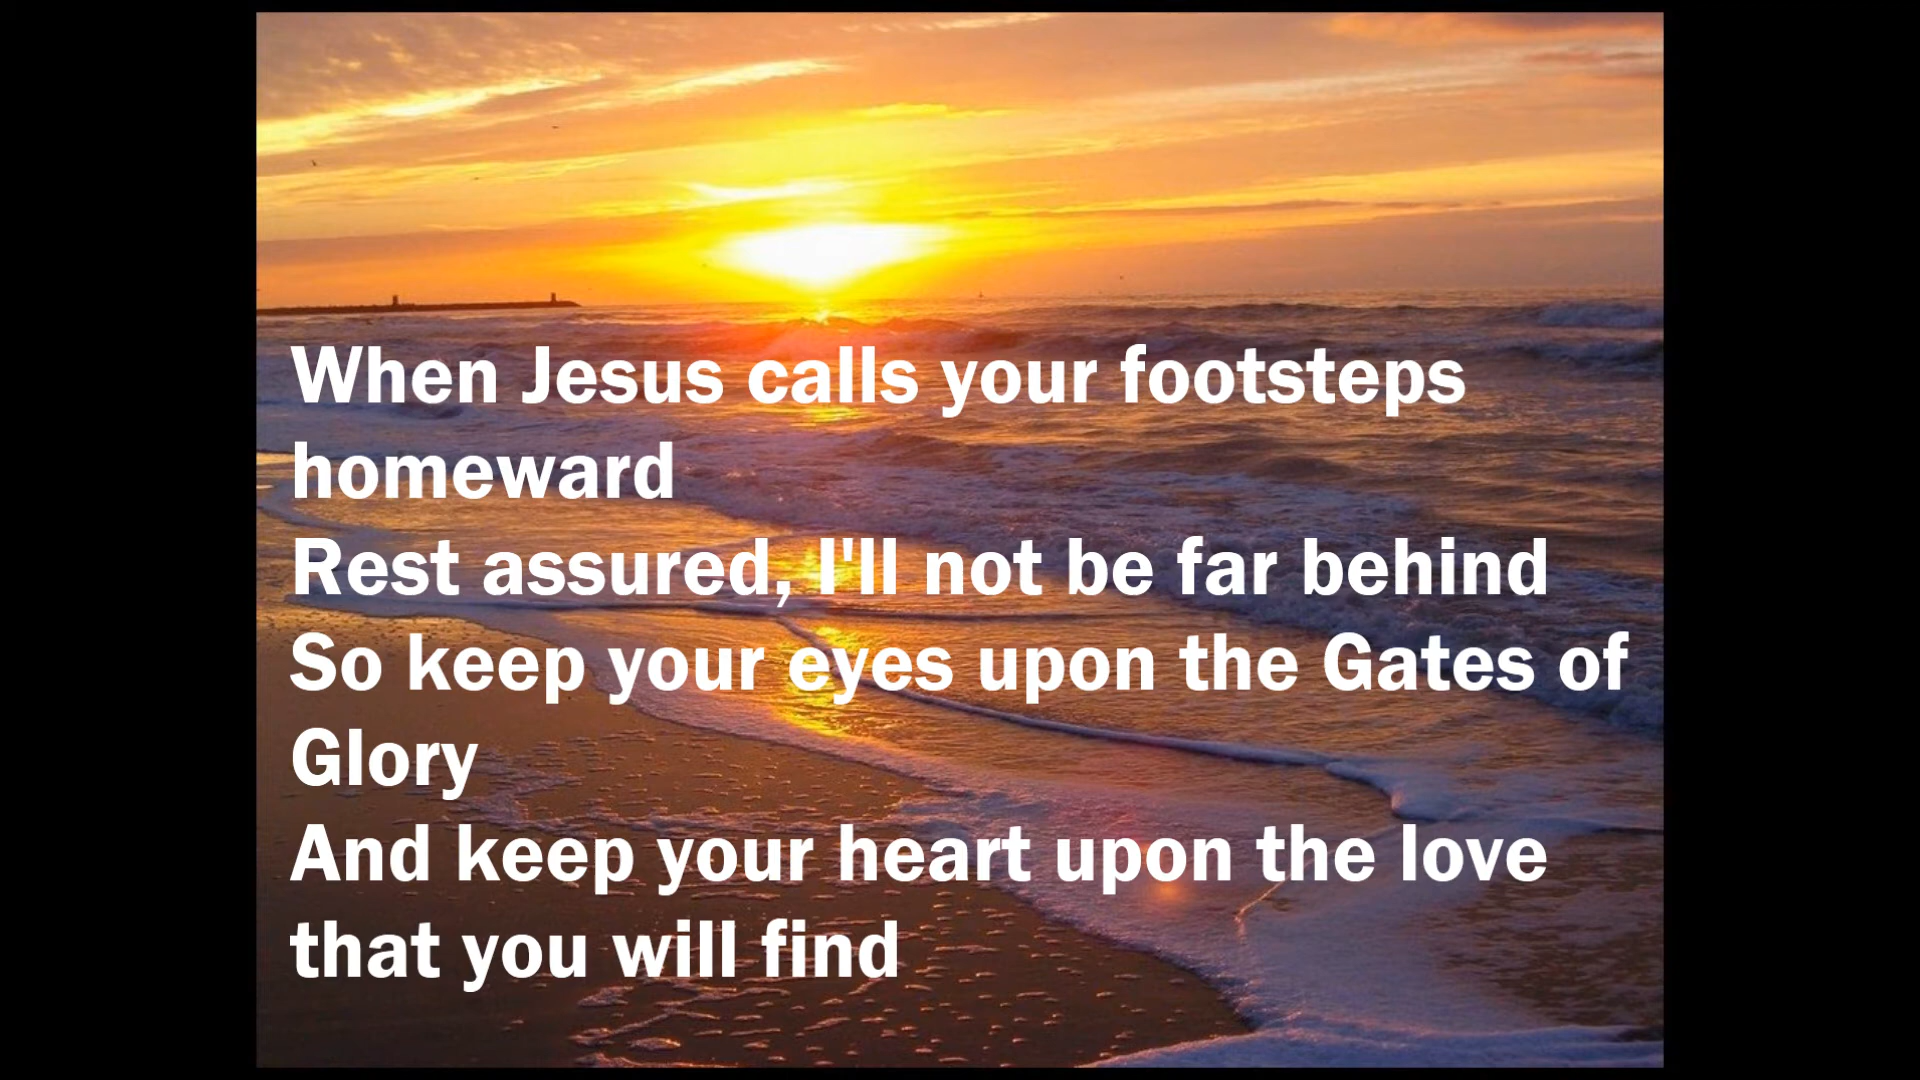 When Jesus calls your footsteps
homeward
Rest assured, I'll not be far behind
So keep your eyes upon the Gates of
Glory
And keep your heart upon the love
that you will find